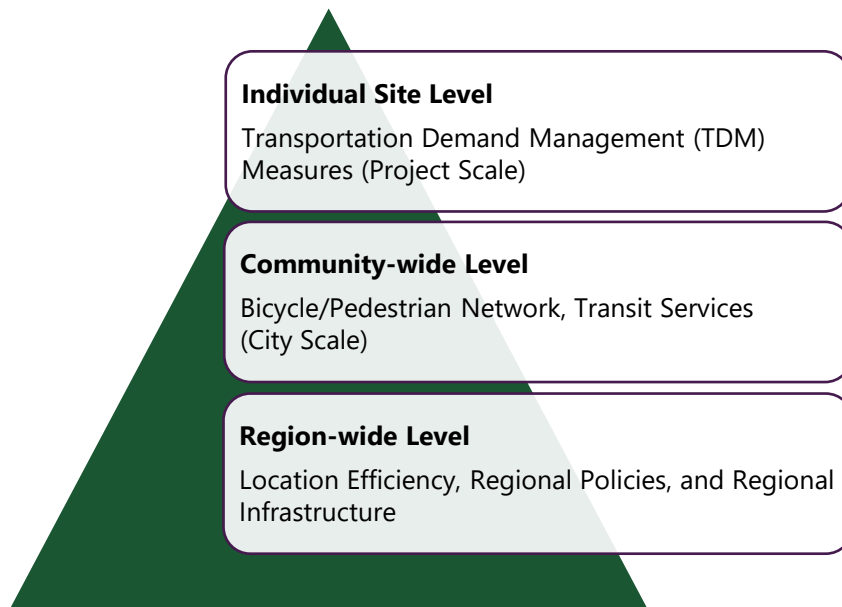 Individual Site Level
Transportation Demand Management (TDM)
Measures (Project Scale)
Community-wide Level
Bicycle/Pedestrian Network, Transit Services
(City Scale)
Region-wide Level
Location Efficiency, Regional Policies, and Regional
Infrastructure